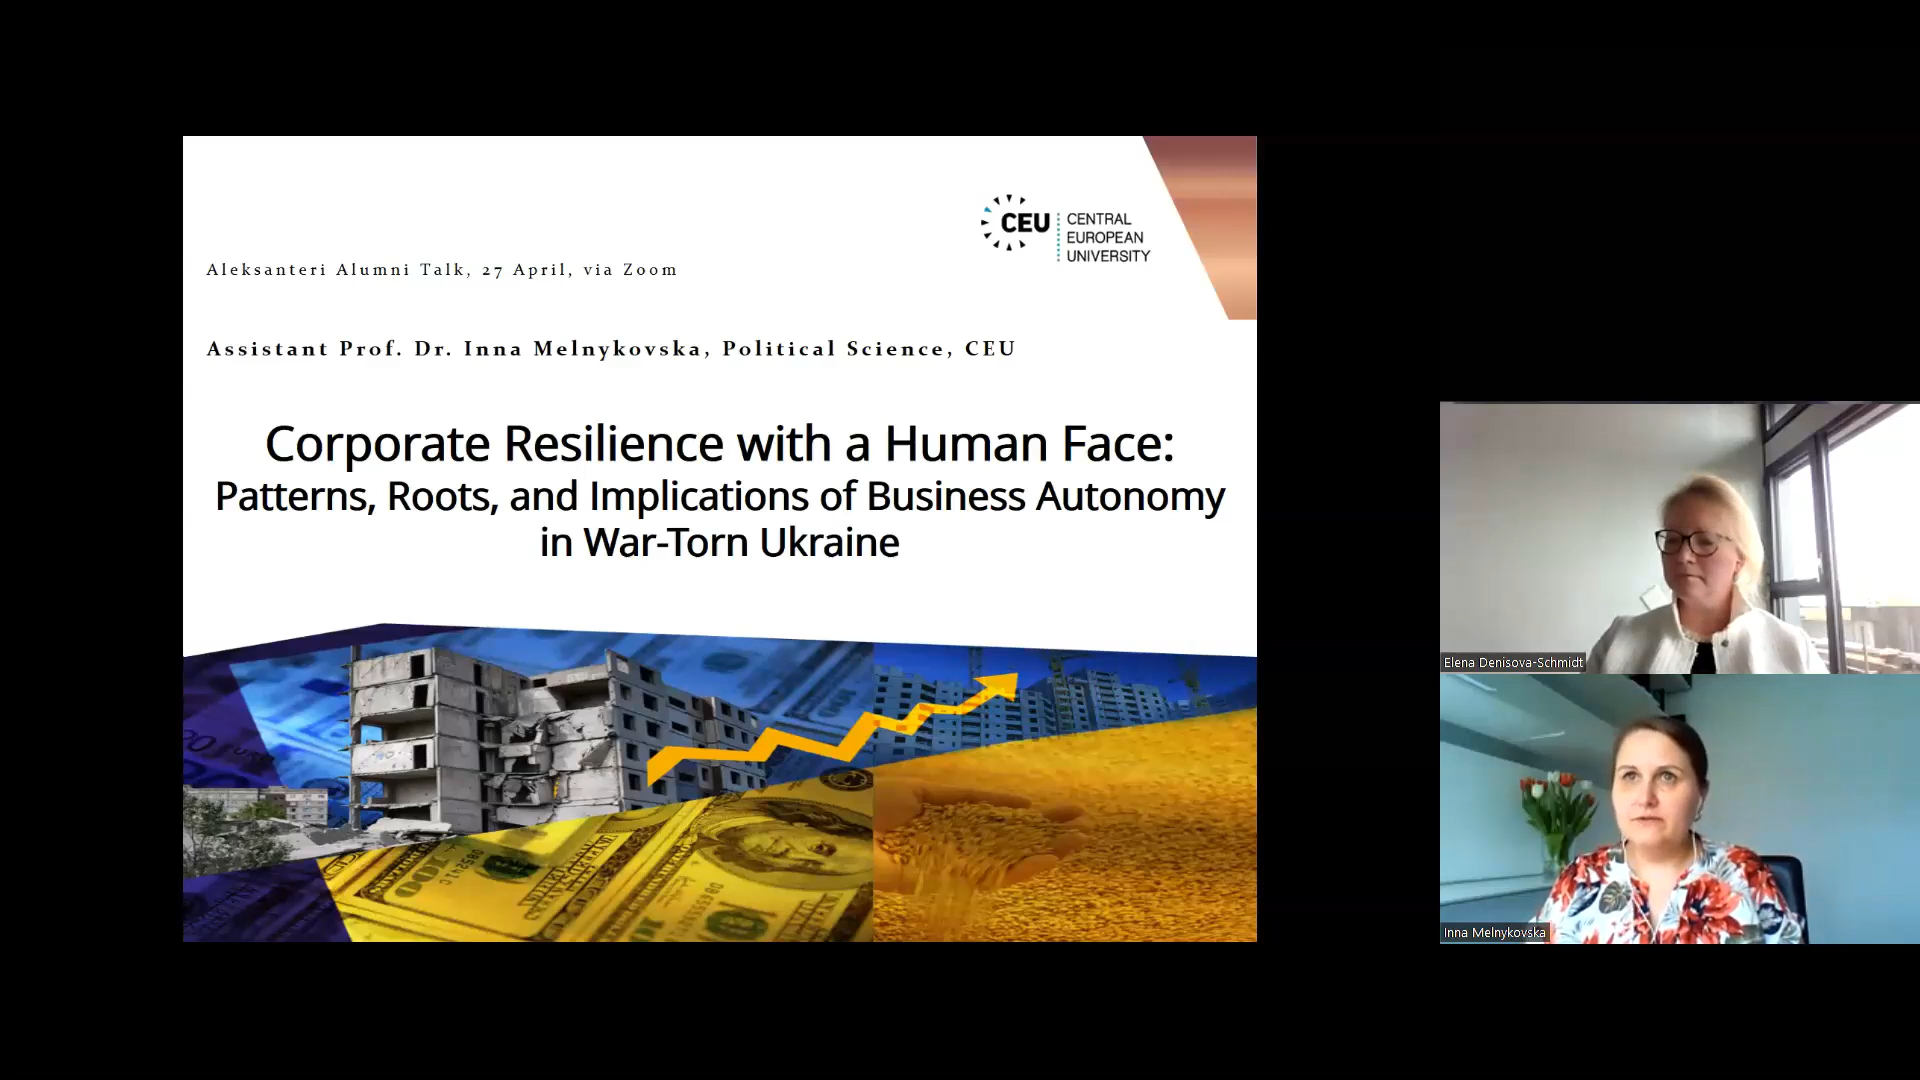 CEU
CENTRAL
EUROPEAN
UNIVERSITY
Aleksanteri Alumni Talk, 27 April, via Zoom
Assistant Prof. Dr. Inna Melnykovska, Political Science, CEU
Corporate Resilience with a Human Face:
Patterns, Roots, and Implications of Business Autonomy
in War-Torn Ukraine
Elena Denisova-Schmidt
Inna Melnykovska